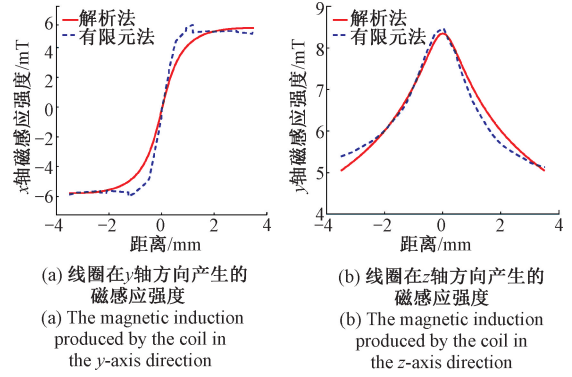 解析法
有限元法
x轴磁感应强度/mT
6
4
2
0
−2
−4
−6
−4
−2
0
2
4
距离/mm
(a) 线圈在y轴方向产生的
磁感应强度
(a) The magnetic induction
produced by the coil in
the y-axis direction
解析法
有限元法
y轴磁感应强度/mT
9
8
7
6
5
4
−4
−2
0
2
4
距离/mm
(b) 线圈在z轴方向产生的
磁感应强度
(b) The magnetic induction
produced by the coil in
the z-axis direction